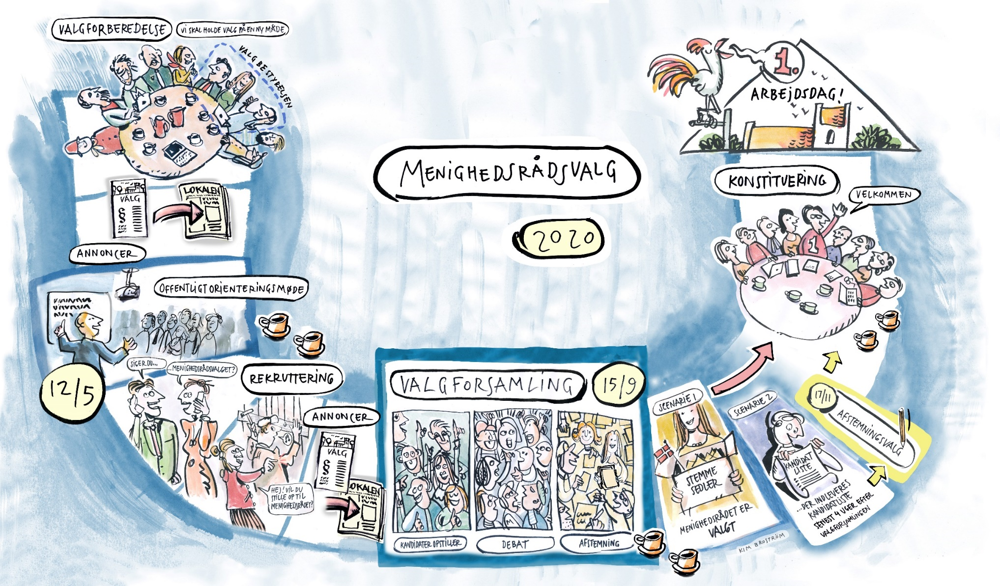 VALGFORBEREDELSE
VI SKAL HOLDE VALG PÅ EN NY MÅDE
VALGBESTYRELSEN
VALG
§
LOKALEN
ANNONCER
OFFENTLIGT ORIENTERINGSMØDE
12/5
SIGER DU...
...MENIGHEDSRÅDSVALGET?
REKRUTTERING
HEJ! VIL DU
STILLE OP TIL
MENIGHEDSRÅDET?
ANNONCER
VALG
§
LOKALEN
MENIGHEDSRÅDSVALG
2020
VALGFORSAMLING
15/9
KANDIDATER OPSTILLER
DEBAT
AFSTEMNING
SCENARIE 1
STEMME
SEDLER
MENIGHEDSRÅDET ER
VALGT
SCENARIE 2
KANDIDAT
LISTE
...DER INDLEVERES
KANDIDATLISTE
SENEST 4 UGER EFTER
VALGFORSAMLINGEN
KIM BROSTRÖM
17/11
AFSTEMNINGSVALG
KONSTITUERING
VELKOMMEN
1
1.
ARBEJDSDAG!